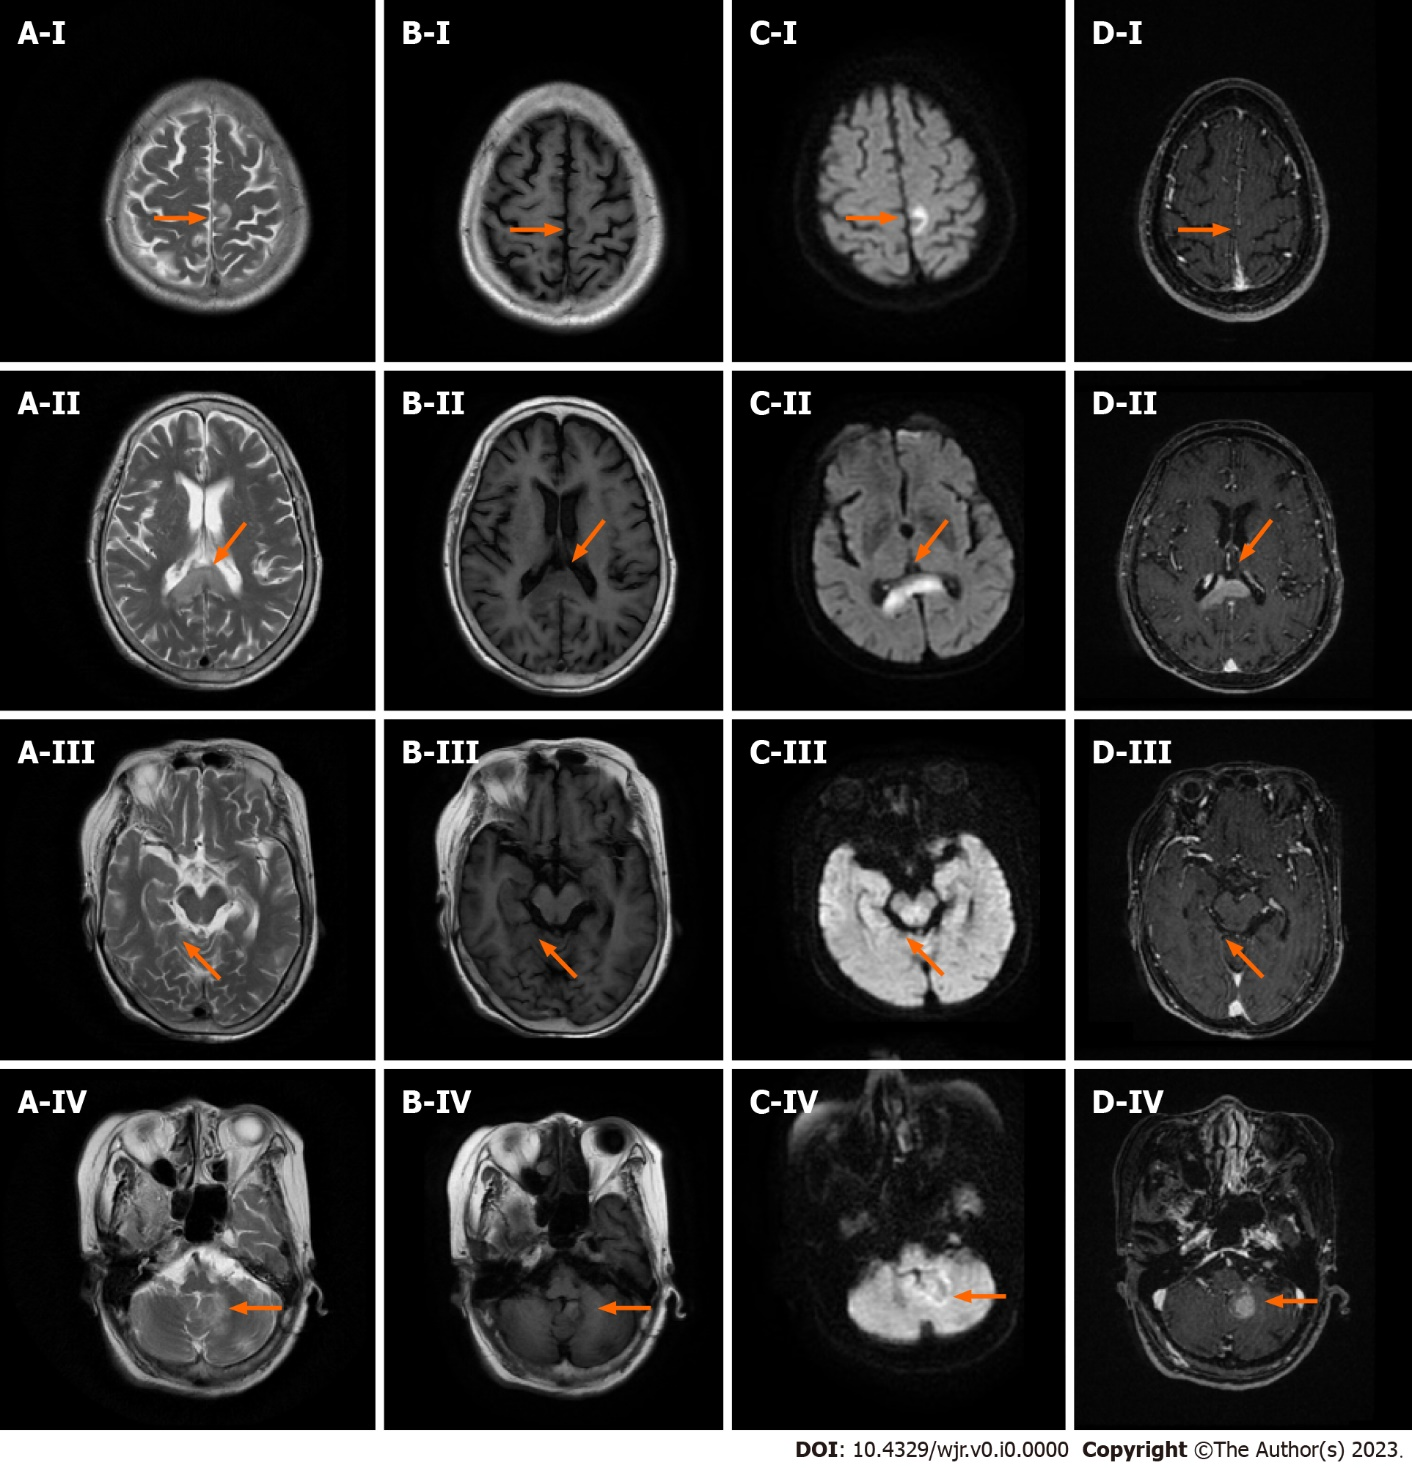 A-I
B-I
C-I
D-I
A-II
B-II
C-II
D-II
A-III
B-III
C-III
D-III
A-IV
B-IV
C-IV
D-IV
DOI: 10.4329/wjr.v0.i0.0000 Copyright ©The Author(s) 2023.